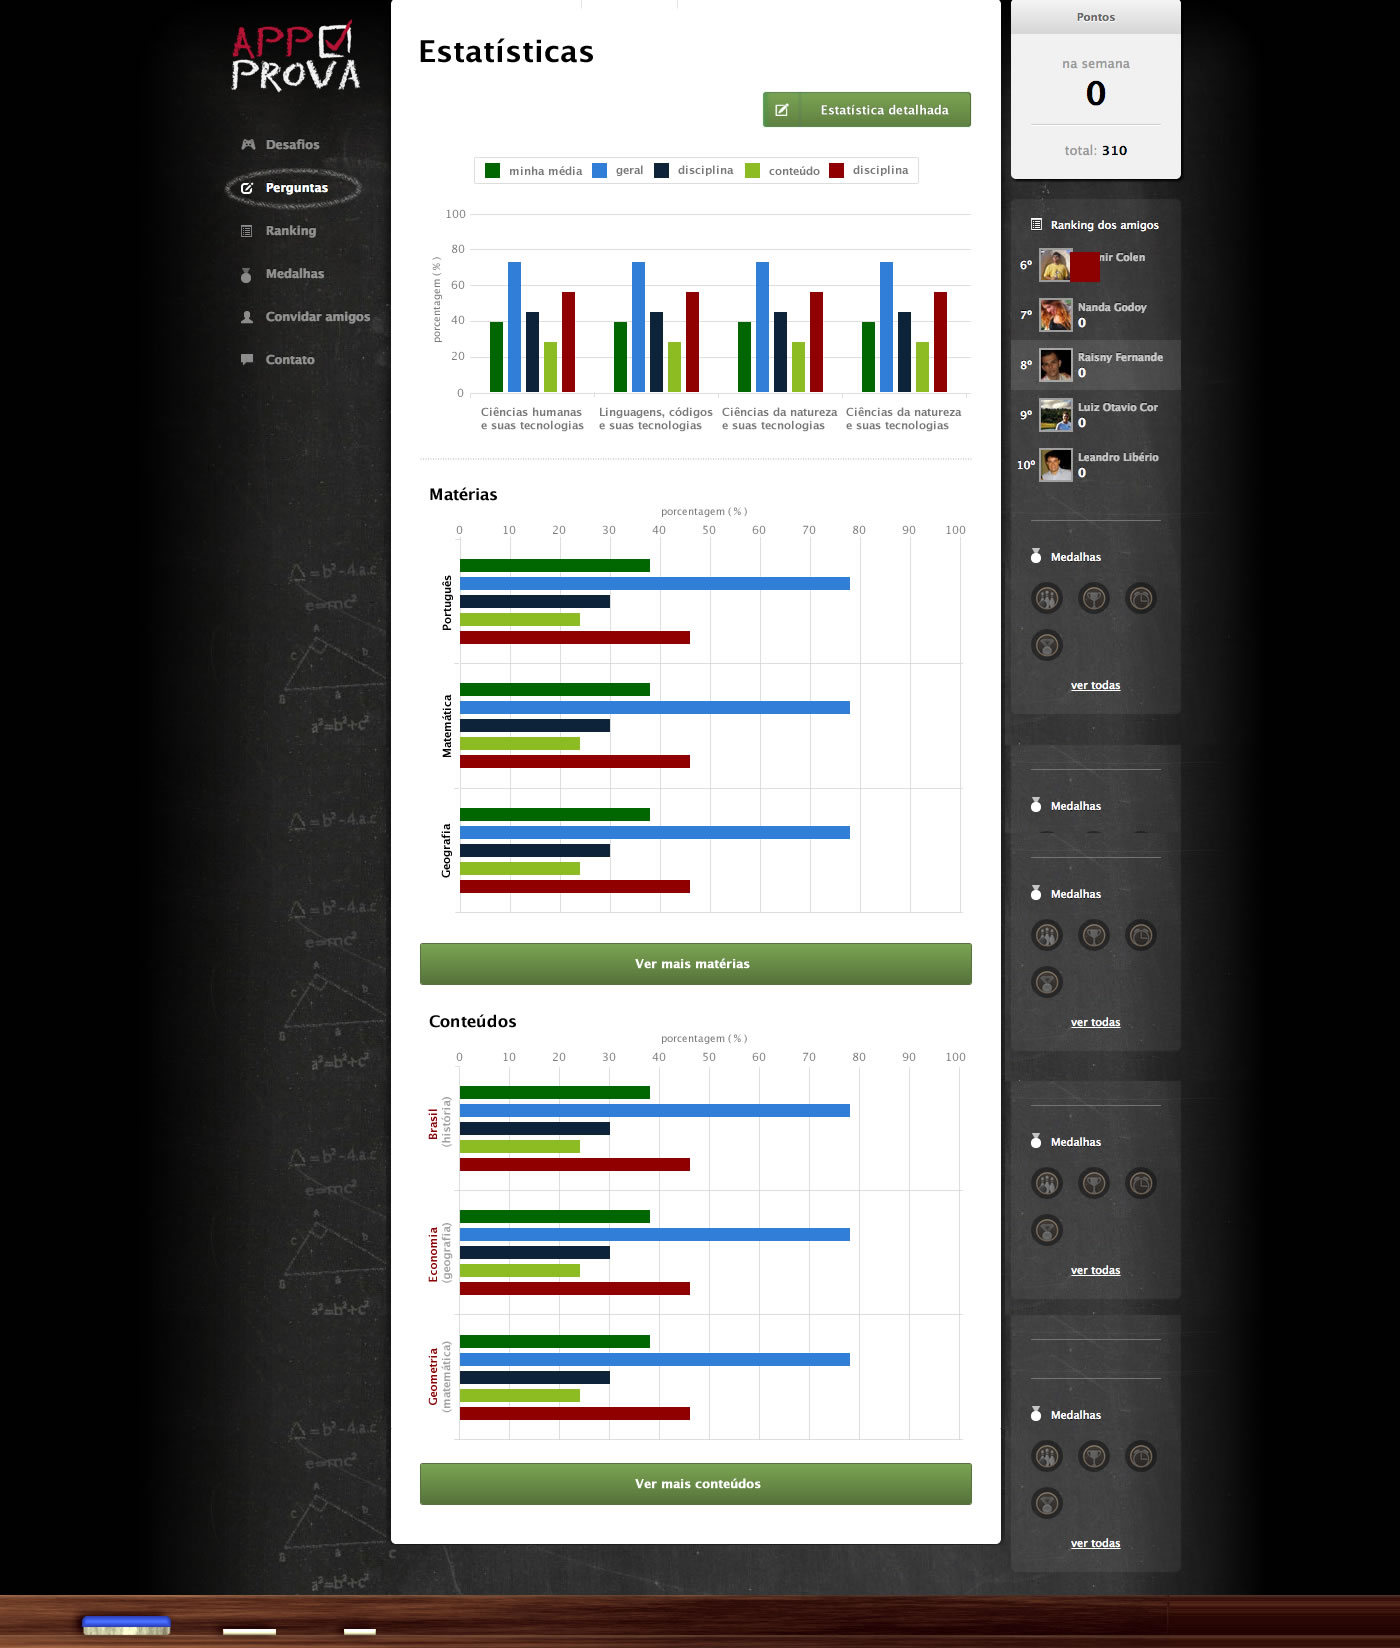 APP
PROVA
Desafios
Perguntas
Ranking
Medalhas
Convidar amigos
Contato
Estatísticas
Estatística detalhada
minha média geral disciplina conteúdo disciplina
porcentagem (%)
100
80
60
40
20
0
Ciências humanas
e suas tecnologias
Linguagens, códigos
e suas tecnologias
Ciências da natureza
e suas tecnologias
Ciências da natureza
e suas tecnologias
Matérias
porcentagem (%)
0 10 20 30 40 50 60 70 80 90 100
Português
Matemática
Geografia
Ver mais matérias
Conteúdos
porcentagem (%)
0 10 20 30 40 50 60 70 80 90 100
Brasil
(história)
Economia
(geografia)
Geometria
(matemática)
Ver mais conteúdos
Pontos
na semana
0
total: 310
Ranking dos amigos
6º Colen
7º Nanda Godoy
0
8º Raisny Fernande
0
9º Luiz Otavio Cor
0
10º Leandro Libério
0
Medalhas
ver todas
Medalhas
Medalhas
ver todas
Medalhas
ver todas
Medalhas
ver todas